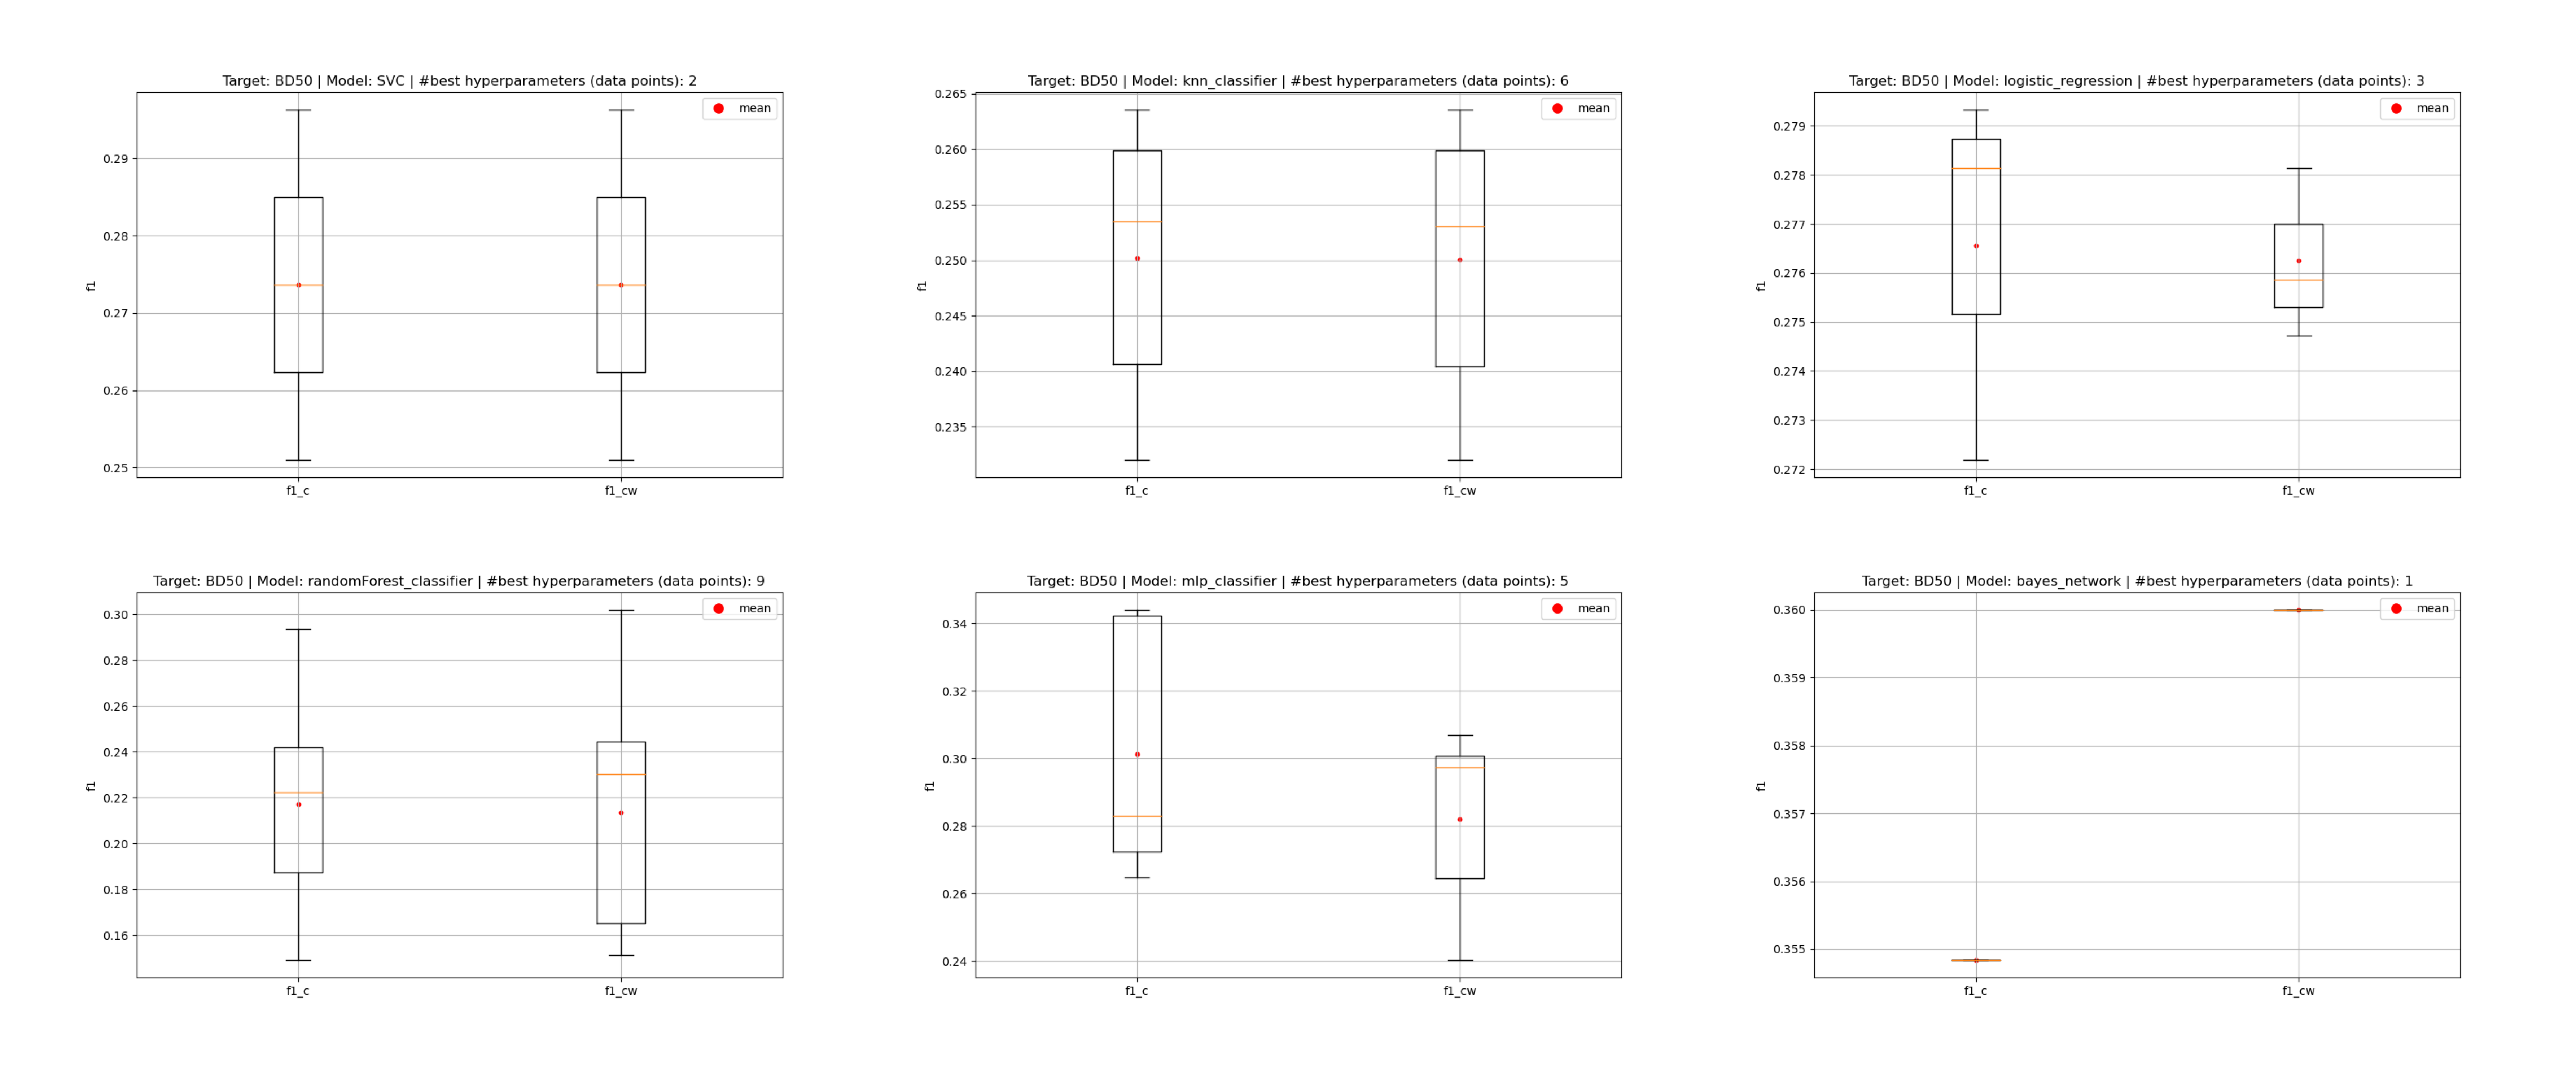 Target: BD50 | Model: SVC | #best hyperparameters (data points): 2
mean
0.29
0.28
0.27
0.26
0.25
f1
f1_c
f1_cw
Target: BD50 | Model: knn_classifier | #best hyperparameters (data points): 6
mean
0.265
0.260
0.255
0.250
0.245
0.240
0.235
f1
f1_c
f1_cw
Target: BD50 | Model: logistic_regression | #best hyperparameters (data points): 3
mean
0.279
0.278
0.277
0.276
0.275
0.274
0.273
0.272
f1
f1_c
f1_cw
Target: BD50 | Model: randomForest_classifier | #best hyperparameters (data points): 9
mean
0.30
0.28
0.26
0.24
0.22
0.20
0.18
0.16
f1
f1_c
f1_cw
Target: BD50 | Model: mlp_classifier | #best hyperparameters (data points): 5
mean
0.34
0.32
0.30
0.28
0.26
0.24
f1
f1_c
f1_cw
Target: BD50 | Model: bayes_network | #best hyperparameters (data points): 1
mean
0.360
0.359
0.358
0.357
0.356
0.355
f1
f1_c
f1_cw